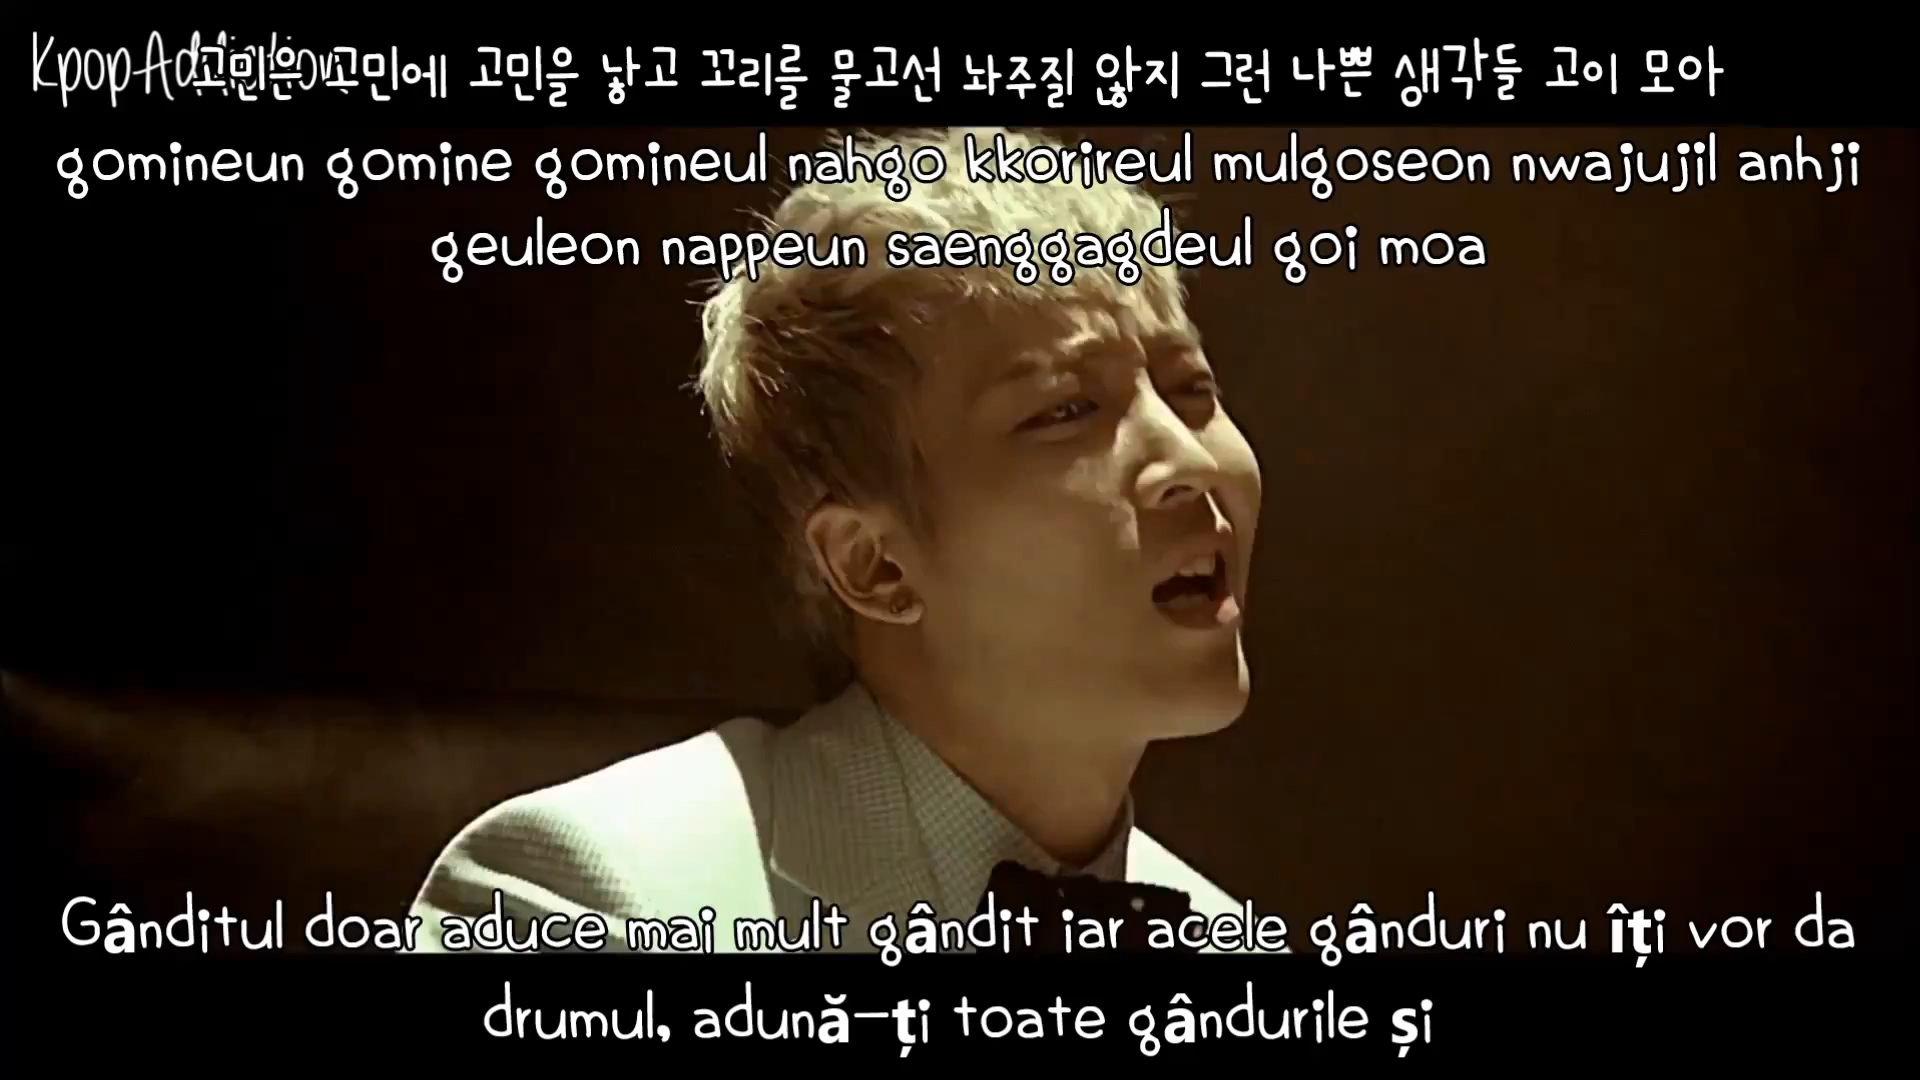 KpopAddiction
고민은 고민에 고민을 낳고 꼬리를 물고선 놔주질 않지 그런 나쁜 생각들 고이 모아
gomineun gomine gomineul nahgo kkorireul mulgoseon nwajujil anhji
geuleon nappeun saenggagdeul goi moa
Gânditul doar aduce mai mult gândit iar acele gânduri nu îți vor da
drumul, adună-ți toate gândurile și